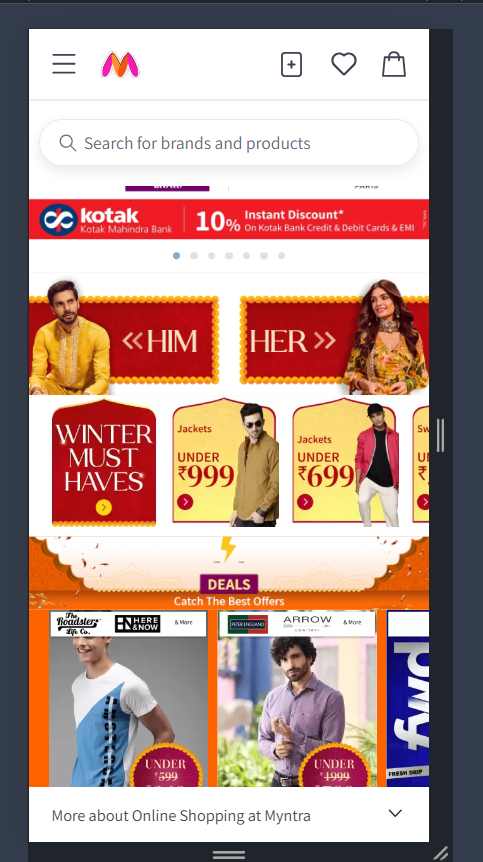 Search for brands and products
kotak
Kotak Mahindra Bank
10% Instant Discount*
On Kotak Bank Credit & Debit Cards & EMI
HIM
HER
WINTER
MUST
HAVES
Jackets
UNDER
₹999
Jackets
UNDER
₹699
DEALS
Catch The Best Offers
The
Roadster
Life Co.
HERE
&NOW
& More
UNDER
₹599
PETER ENGLAND
ARROW
& More
UNDER
₹1999
fwd
FRESH DRIP
More about Online Shopping at Myntra